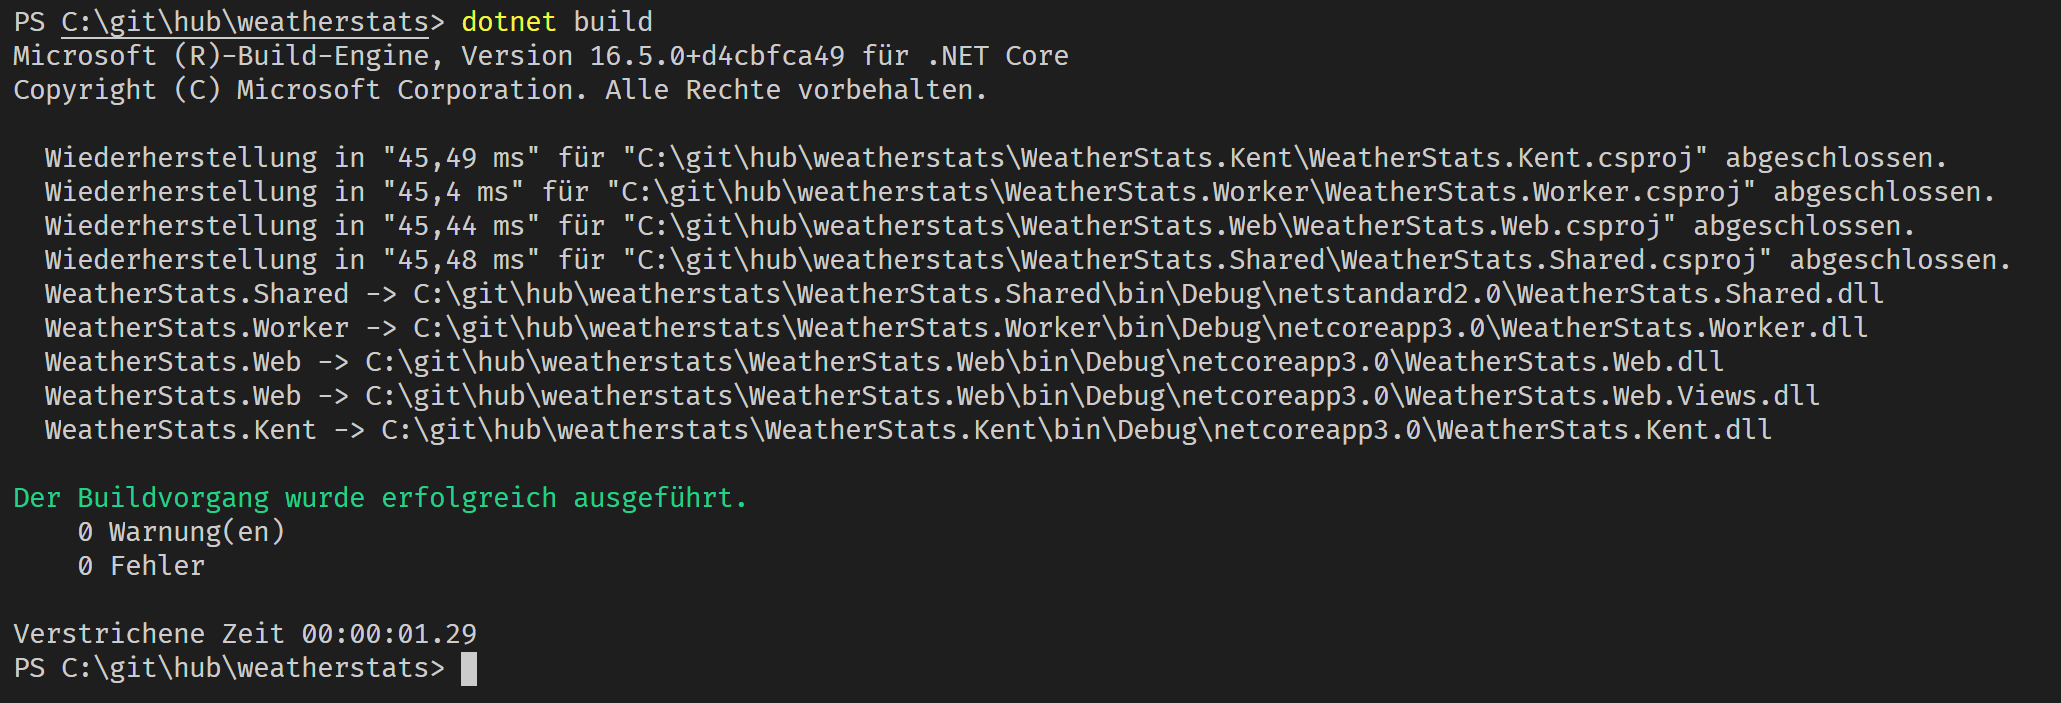 PS C:\git\hub\weatherstats> dotnet build
Microsoft (R)-Build-Engine, Version 16.5.0+d4cbfca49 für .NET Core
Copyright (C) Microsoft Corporation. Alle Rechte vorbehalten.

  Wiederherstellung in "45,49 ms" für "C:\git\hub\weatherstats\WeatherStats.Kent\WeatherStats.Kent.csproj" abgeschlossen.
  Wiederherstellung in "45,4 ms" für "C:\git\hub\weatherstats\WeatherStats.Worker\WeatherStats.Worker.csproj" abgeschlossen.
  Wiederherstellung in "45,44 ms" für "C:\git\hub\weatherstats\WeatherStats.Web\WeatherStats.Web.csproj" abgeschlossen.
  Wiederherstellung in "45,48 ms" für "C:\git\hub\weatherstats\WeatherStats.Shared\WeatherStats.Shared.csproj" abgeschlossen.
  WeatherStats.Shared -> C:\git\hub\weatherstats\WeatherStats.Shared\bin\Debug\netstandard2.0\WeatherStats.Shared.dll
  WeatherStats.Worker -> C:\git\hub\weatherstats\WeatherStats.Worker\bin\Debug\netcoreapp3.0\WeatherStats.Worker.dll
  WeatherStats.Web -> C:\git\hub\weatherstats\WeatherStats.Web\bin\Debug\netcoreapp3.0\WeatherStats.Web.dll
  WeatherStats.Web -> C:\git\hub\weatherstats\WeatherStats.Web\bin\Debug\netcoreapp3.0\WeatherStats.Web.Views.dll
  WeatherStats.Kent -> C:\git\hub\weatherstats\WeatherStats.Kent\bin\Debug\netcoreapp3.0\WeatherStats.Kent.dll

Der Buildvorgang wurde erfolgreich ausgeführt.
    0 Warnung(en)
    0 Fehler

Verstrichene Zeit 00:00:01.29
PS C:\git\hub\weatherstats>